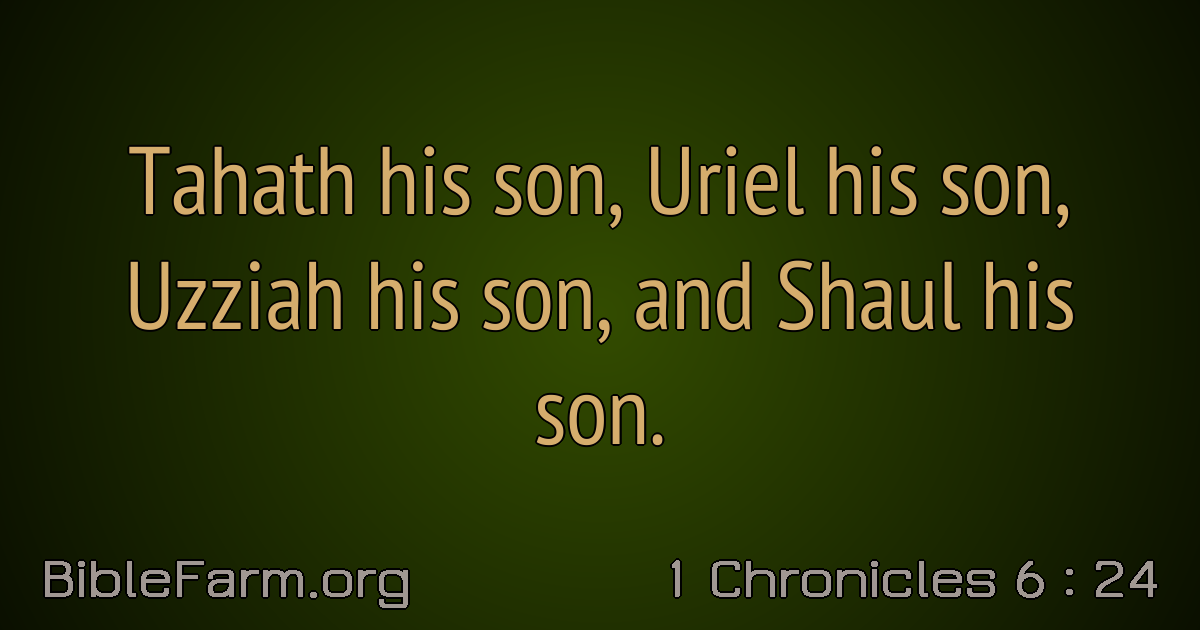 Tahath his son, Uriel his son,
Uzziah his son, and Shaul his
son.
BibleFarm.org
1 Chronicles 6 : 24